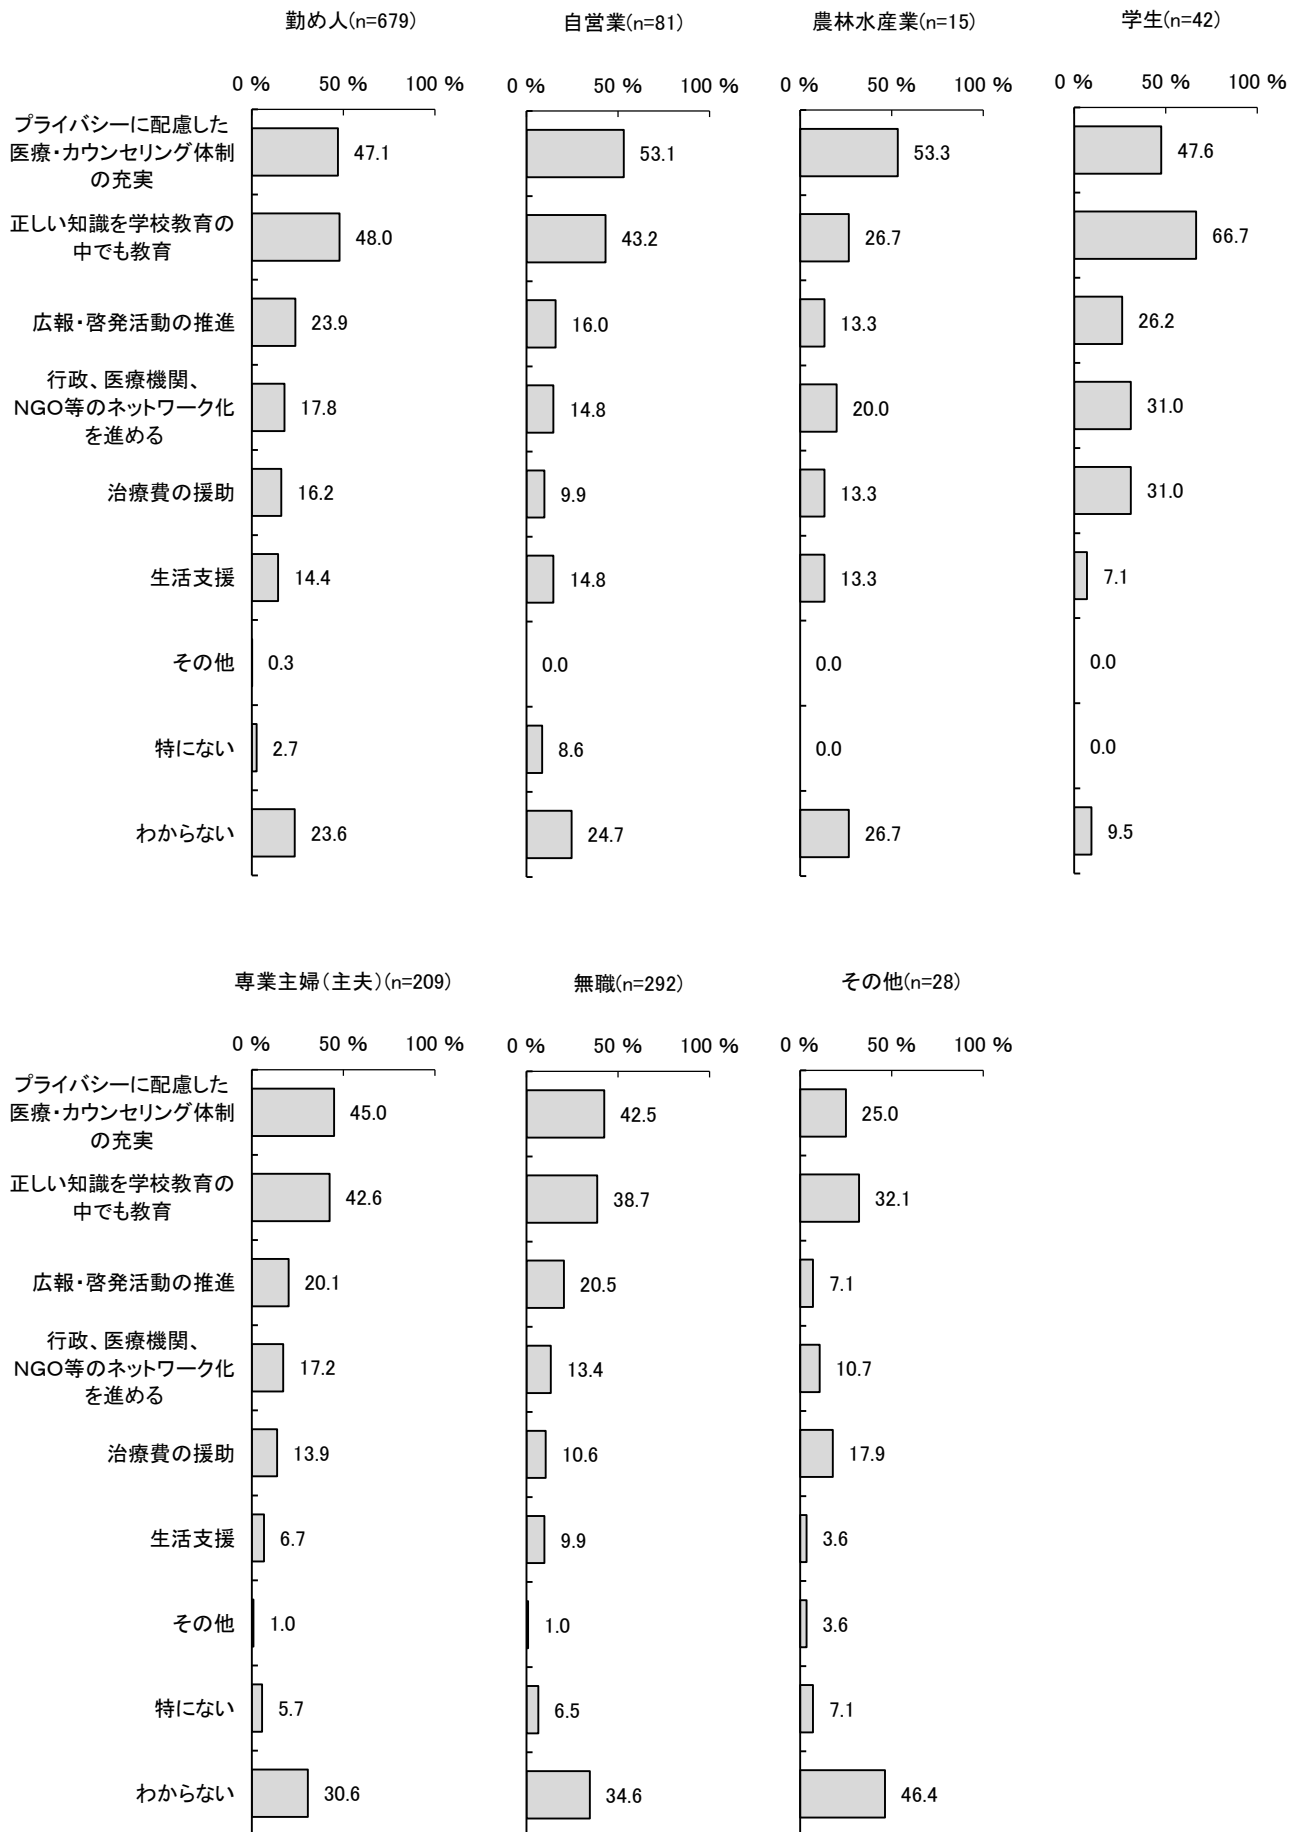 勤め人(n=679)
自営業(n=81)
農林水産業(n=15)
学生(n=42)
0 % 50 % 100 %
0 % 50 % 100 %
0 % 50 % 100 %
0 % 50 % 100 %
プライバシーに配慮した
医療・カウンセリング体制
の充実
47.1 53.1 53.3 47.6
正しい知識を学校教育の
中でも教育
48.0 43.2 26.7 66.7
広報・啓発活動の推進
23.9 16.0 13.3 26.2
行政、医療機関、
NGO等のネットワーク化
を進める
17.8 14.8 20.0 31.0
治療費の援助
16.2 9.9 13.3 31.0
生活支援
14.4 14.8 13.3 7.1
その他
0.3 0.0 0.0 0.0
特にない
2.7 8.6 0.0 0.0
わからない
23.6 24.7 26.7 9.5
専業主婦(主夫)(n=209)
無職(n=292)
その他(n=28)
0 % 50 % 100 %
0 % 50 % 100 %
0 % 50 % 100 %
プライバシーに配慮した
医療・カウンセリング体制
の充実
45.0 42.5 25.0
正しい知識を学校教育の
中でも教育
42.6 38.7 32.1
広報・啓発活動の推進
20.1 20.5 7.1
行政、医療機関、
NGO等のネットワーク化
を進める
17.2 13.4 10.7
治療費の援助
13.9 10.6 17.9
生活支援
6.7 9.9 3.6
その他
1.0 1.0 3.6
特にない
5.7 6.5 7.1
わからない
30.6 34.6 46.4